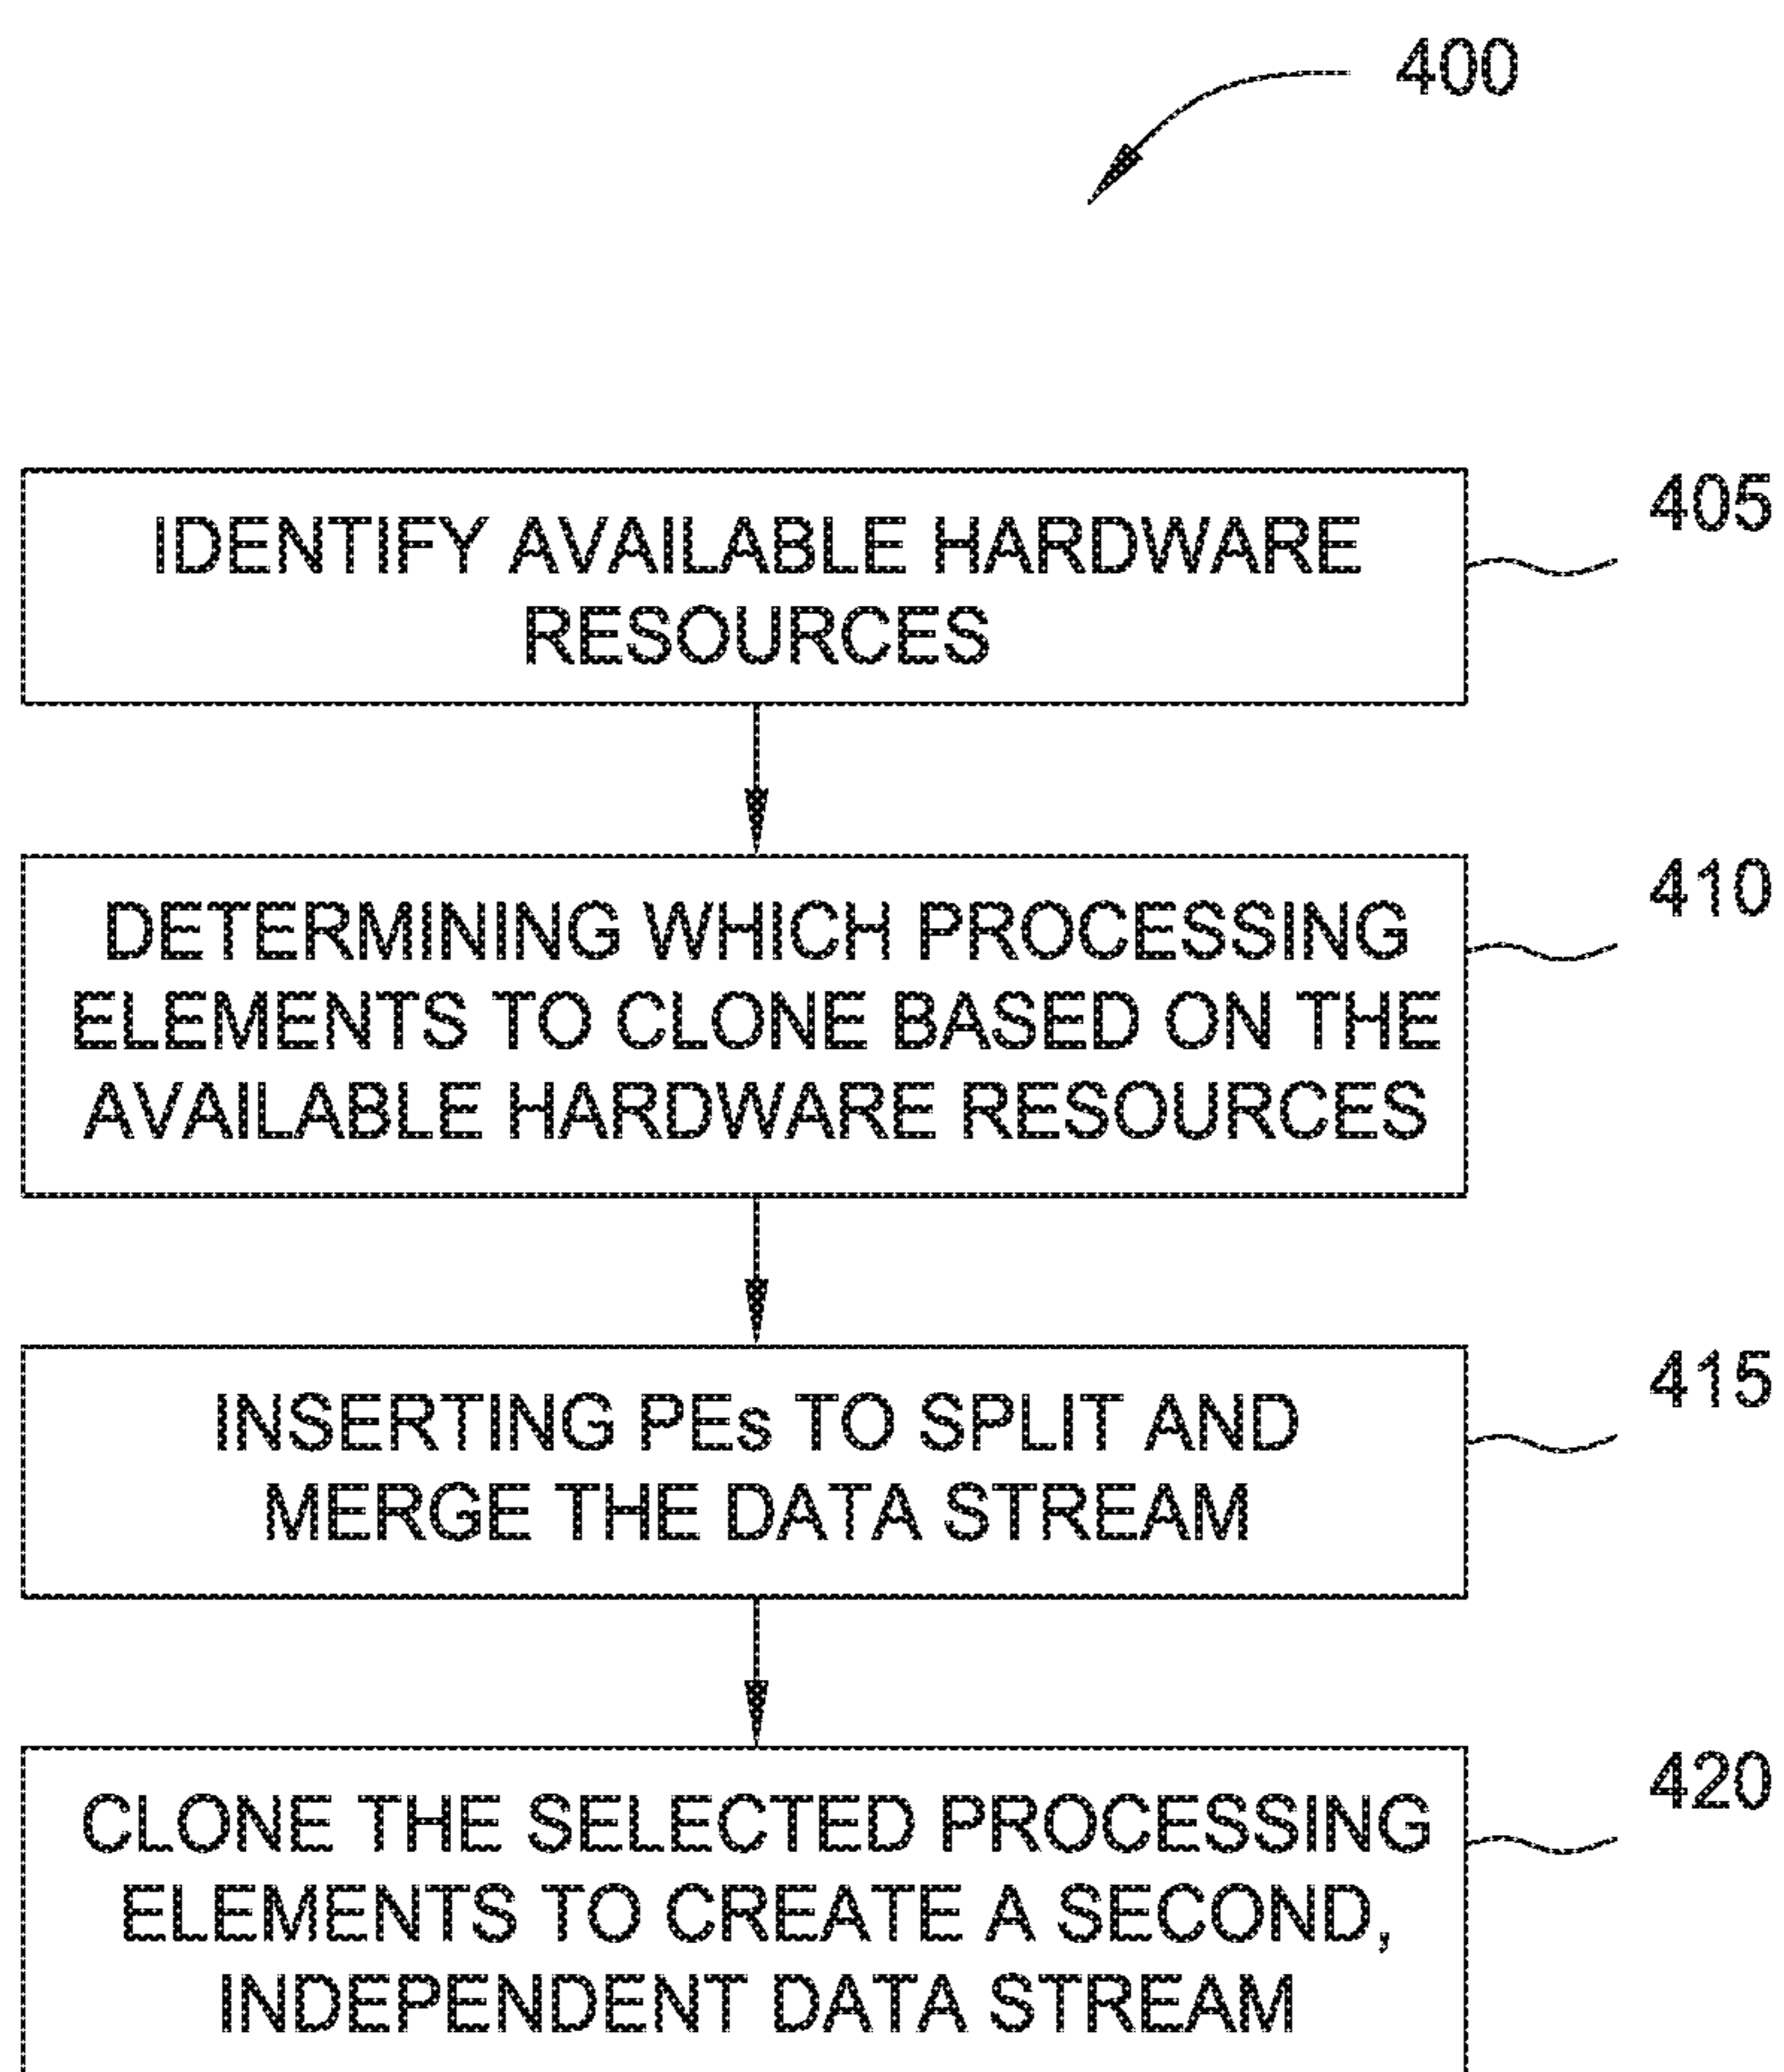 400
IDENTIFY AVAILABLE HARDWARE
RESOURCES
405
DETERMINING WHICH PROCESSING
ELEMENTS TO CLONE BASED ON THE
AVAILABLE HARDWARE RESOURCES
410
INSERTING PEs TO SPLIT AND
MERGE THE DATA STREAM
415
CLONE THE SELECTED PROCESSING
ELEMENTS TO CREATE A SECOND,
INDEPENDENT DATA STREAM
420